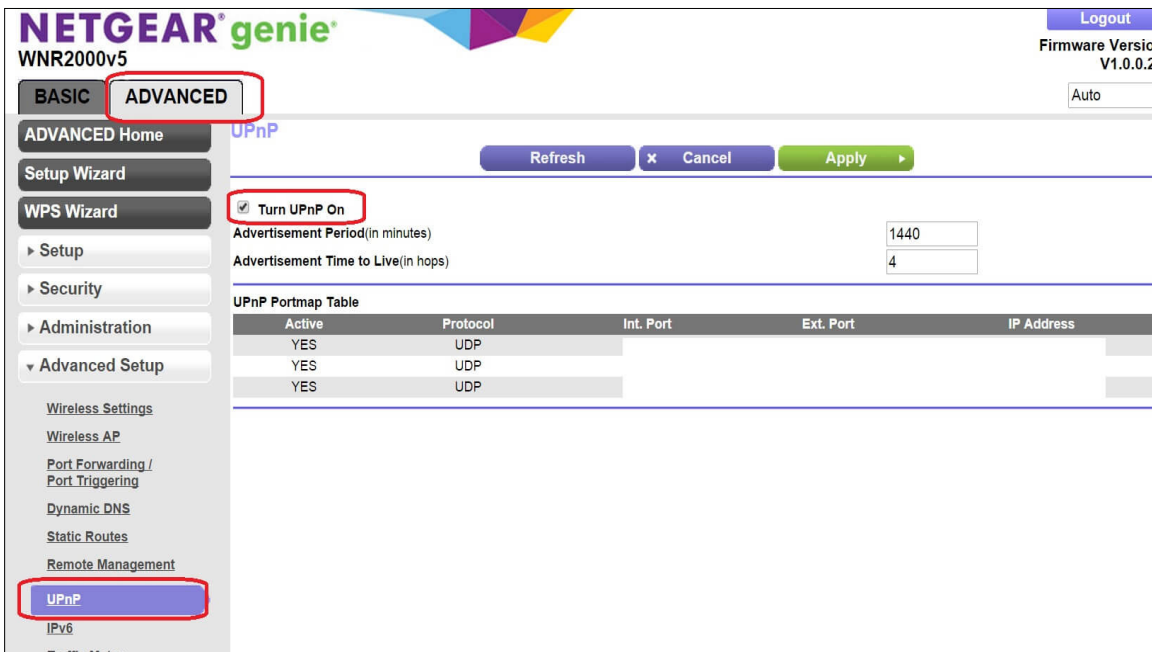 NETGEAR® genie®
WNR2000v5
Logout
Firmware Versio
V1.0.0.2
BASIC ADVANCED
Auto
ADVANCED Home
Setup Wizard
WPS Wizard
Setup
Security
Administration
Advanced Setup
Wireless Settings
Wireless AP
Port Forwarding /
Port Triggering
Dynamic DNS
Static Routes
Remote Management
UPnP
IPv6
UPnP
Refresh x Cancel Apply
Turn UPnP On
Advertisement Period(in minutes) 1440
Advertisement Time to Live(in hops) 4
UPnP Portmap Table
Active Protocol Int. Port Ext. Port IP Address
YES UDP
YES UDP
YES UDP